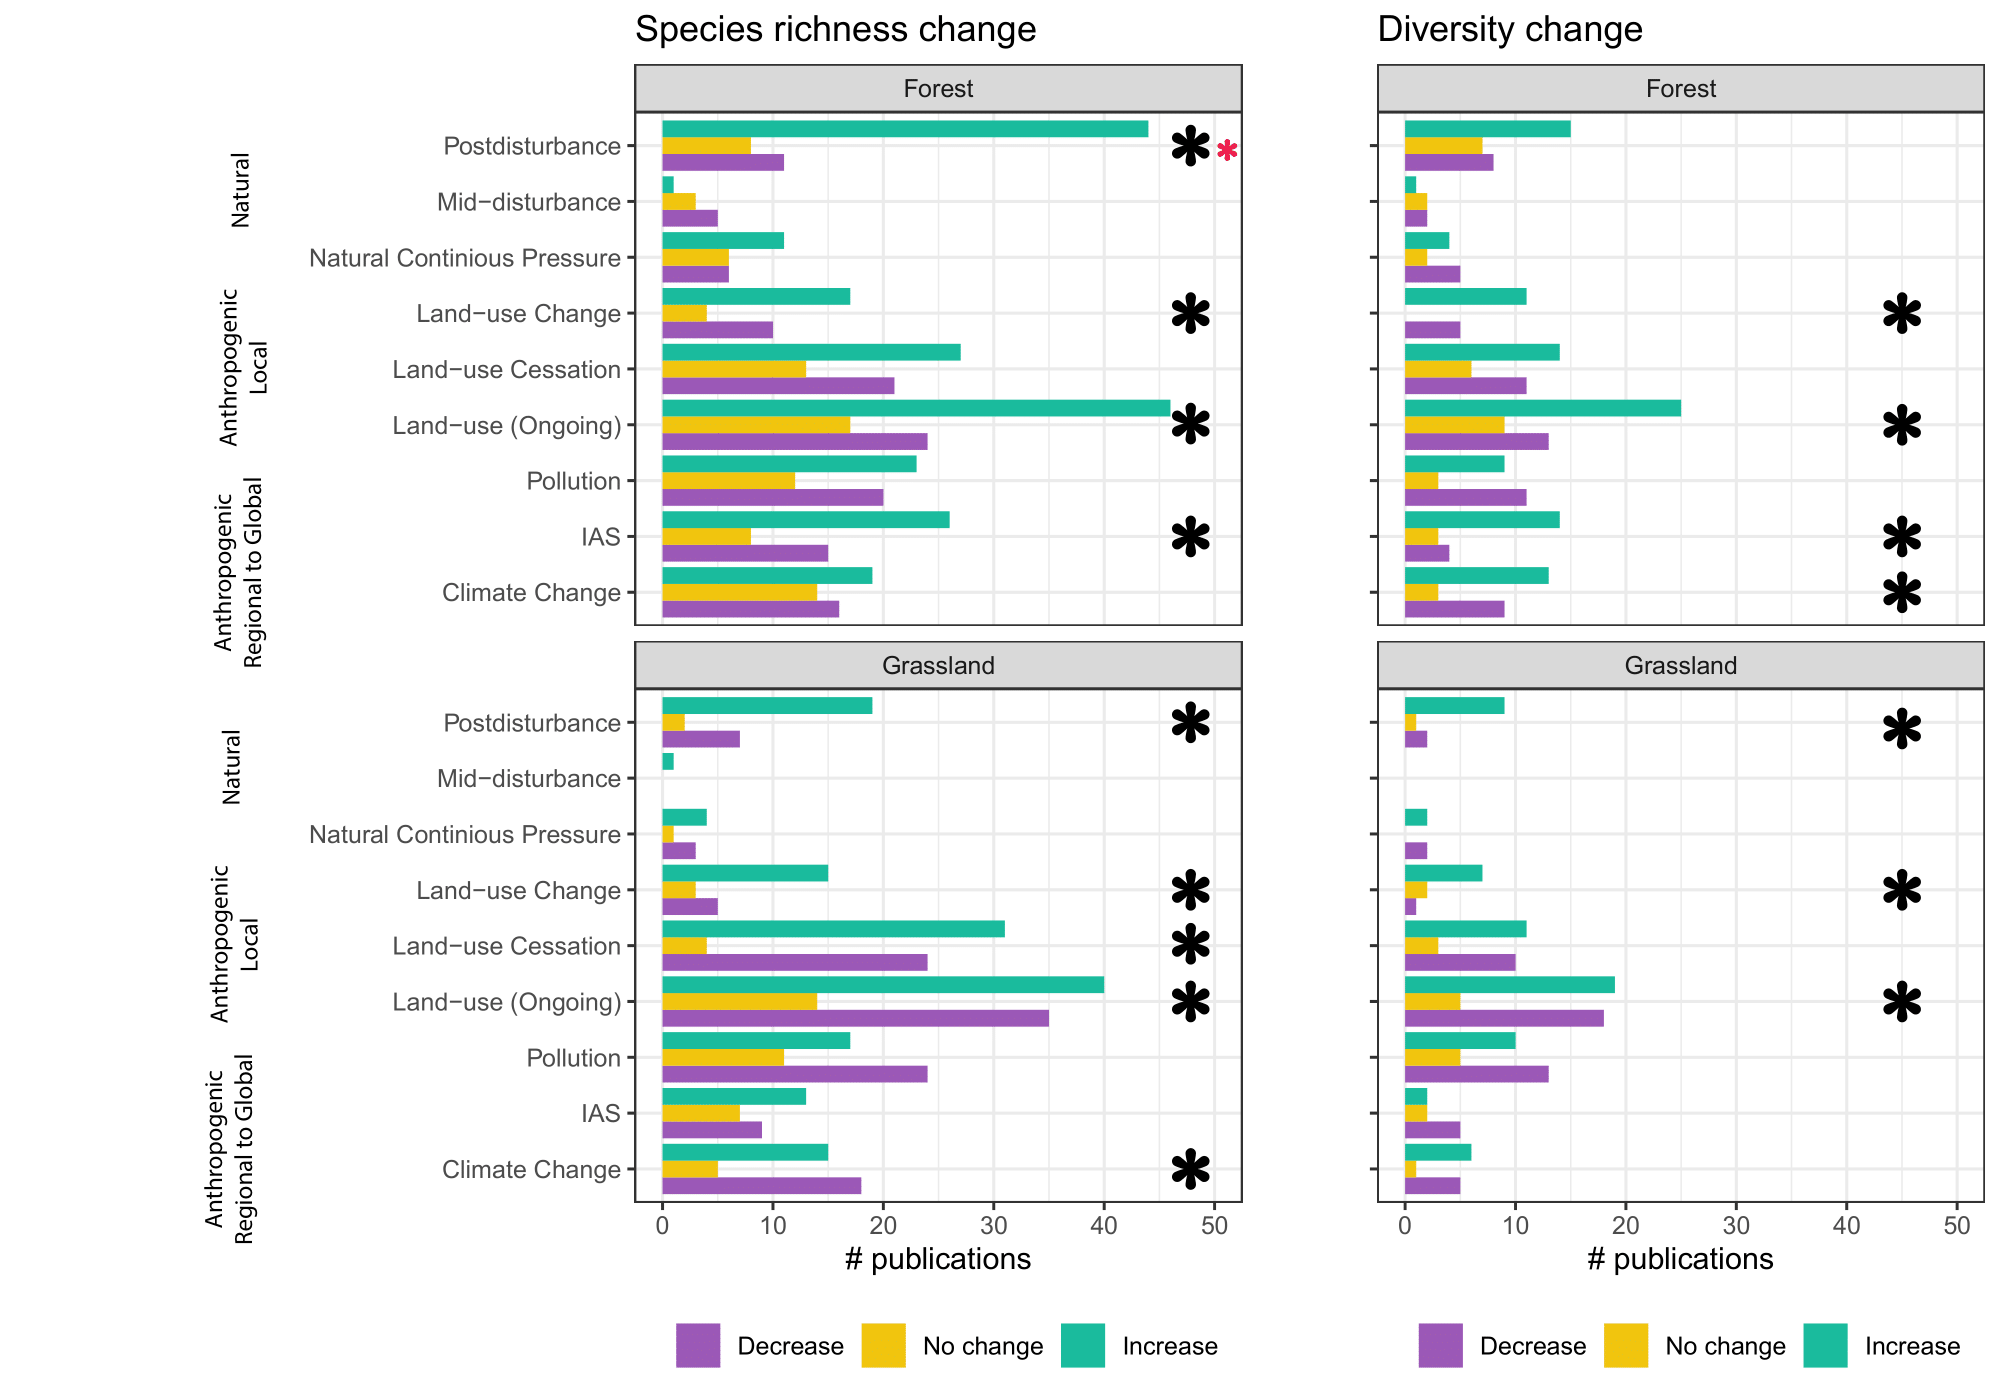 Species richness change
Diversity change
Forest
Forest
Natural
Anthropogenic
Local
Anthropogenic
Regional to Global
Postdisturbance
Mid−disturbance
Natural Continious Pressure
Land−use Change
Land−use Cessation
Land−use (Ongoing)
Pollution
IAS
Climate Change
* *
*
*
*
*
*
*
*
Grassland
Grassland
Natural
Anthropogenic
Local
Anthropogenic
Regional to Global
Postdisturbance
Mid−disturbance
Natural Continious Pressure
Land−use Change
Land−use Cessation
Land−use (Ongoing)
Pollution
IAS
Climate Change
*
*
*
*
*
*
*
*
0 10 20 30 40 50
0 10 20 30 40 50
# publications
# publications
Decrease No change Increase
Decrease No change Increase